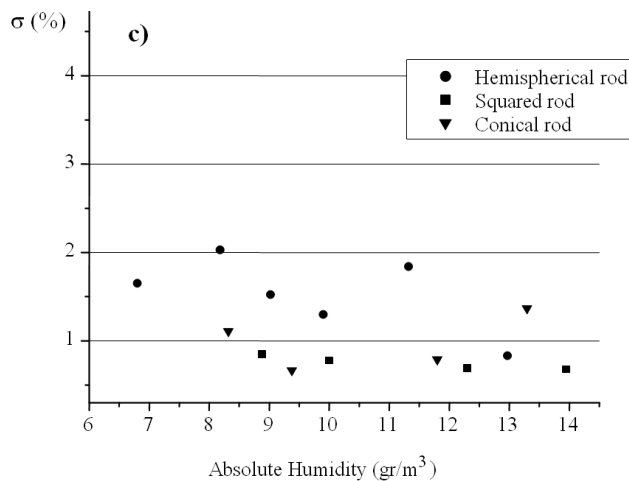 σ (%)
c)
4
3
2
1
Hemispherical rod
Squared rod
Conical rod
6 7 8 9 10 11 12 13 14
Absolute Humidity (gr/m³)